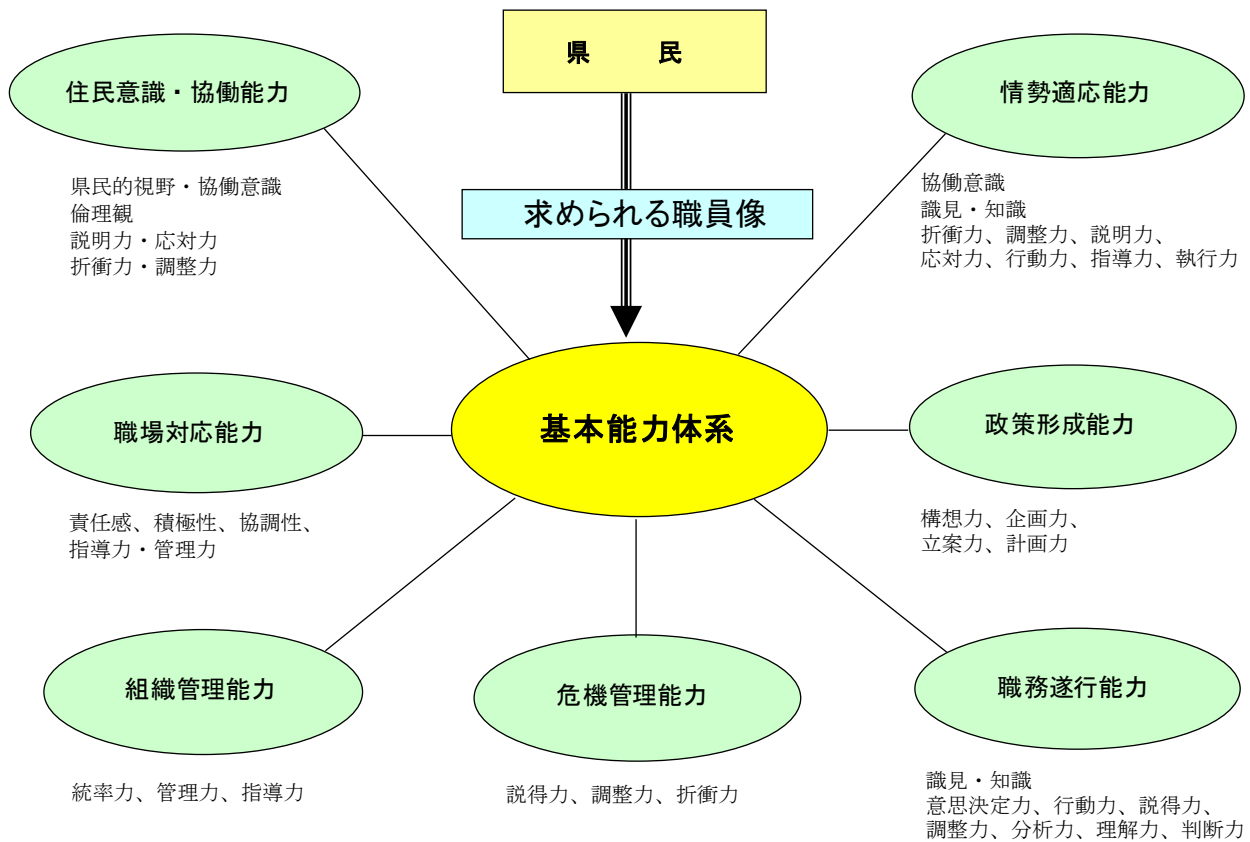 県　　民
住民意識・協働能力
情勢適応能力
県民的視野・協働意識
倫理観
説明力・応対力
折衝力・調整力
求められる職員像
協働意識
識見・知識
折衝力、調整力、説明力、
応対力、行動力、指導力、執行力
基本能力体系
職場対応能力
責任感、積極性、協調性、
指導力・管理力
政策形成能力
構想力、企画力、
立案力、計画力
組織管理能力
統率力、管理力、指導力
危機管理能力
説得力、調整力、折衝力
職務遂行能力
識見・知識
意思決定力、行動力、説得力、
調整力、分析力、理解力、判断力